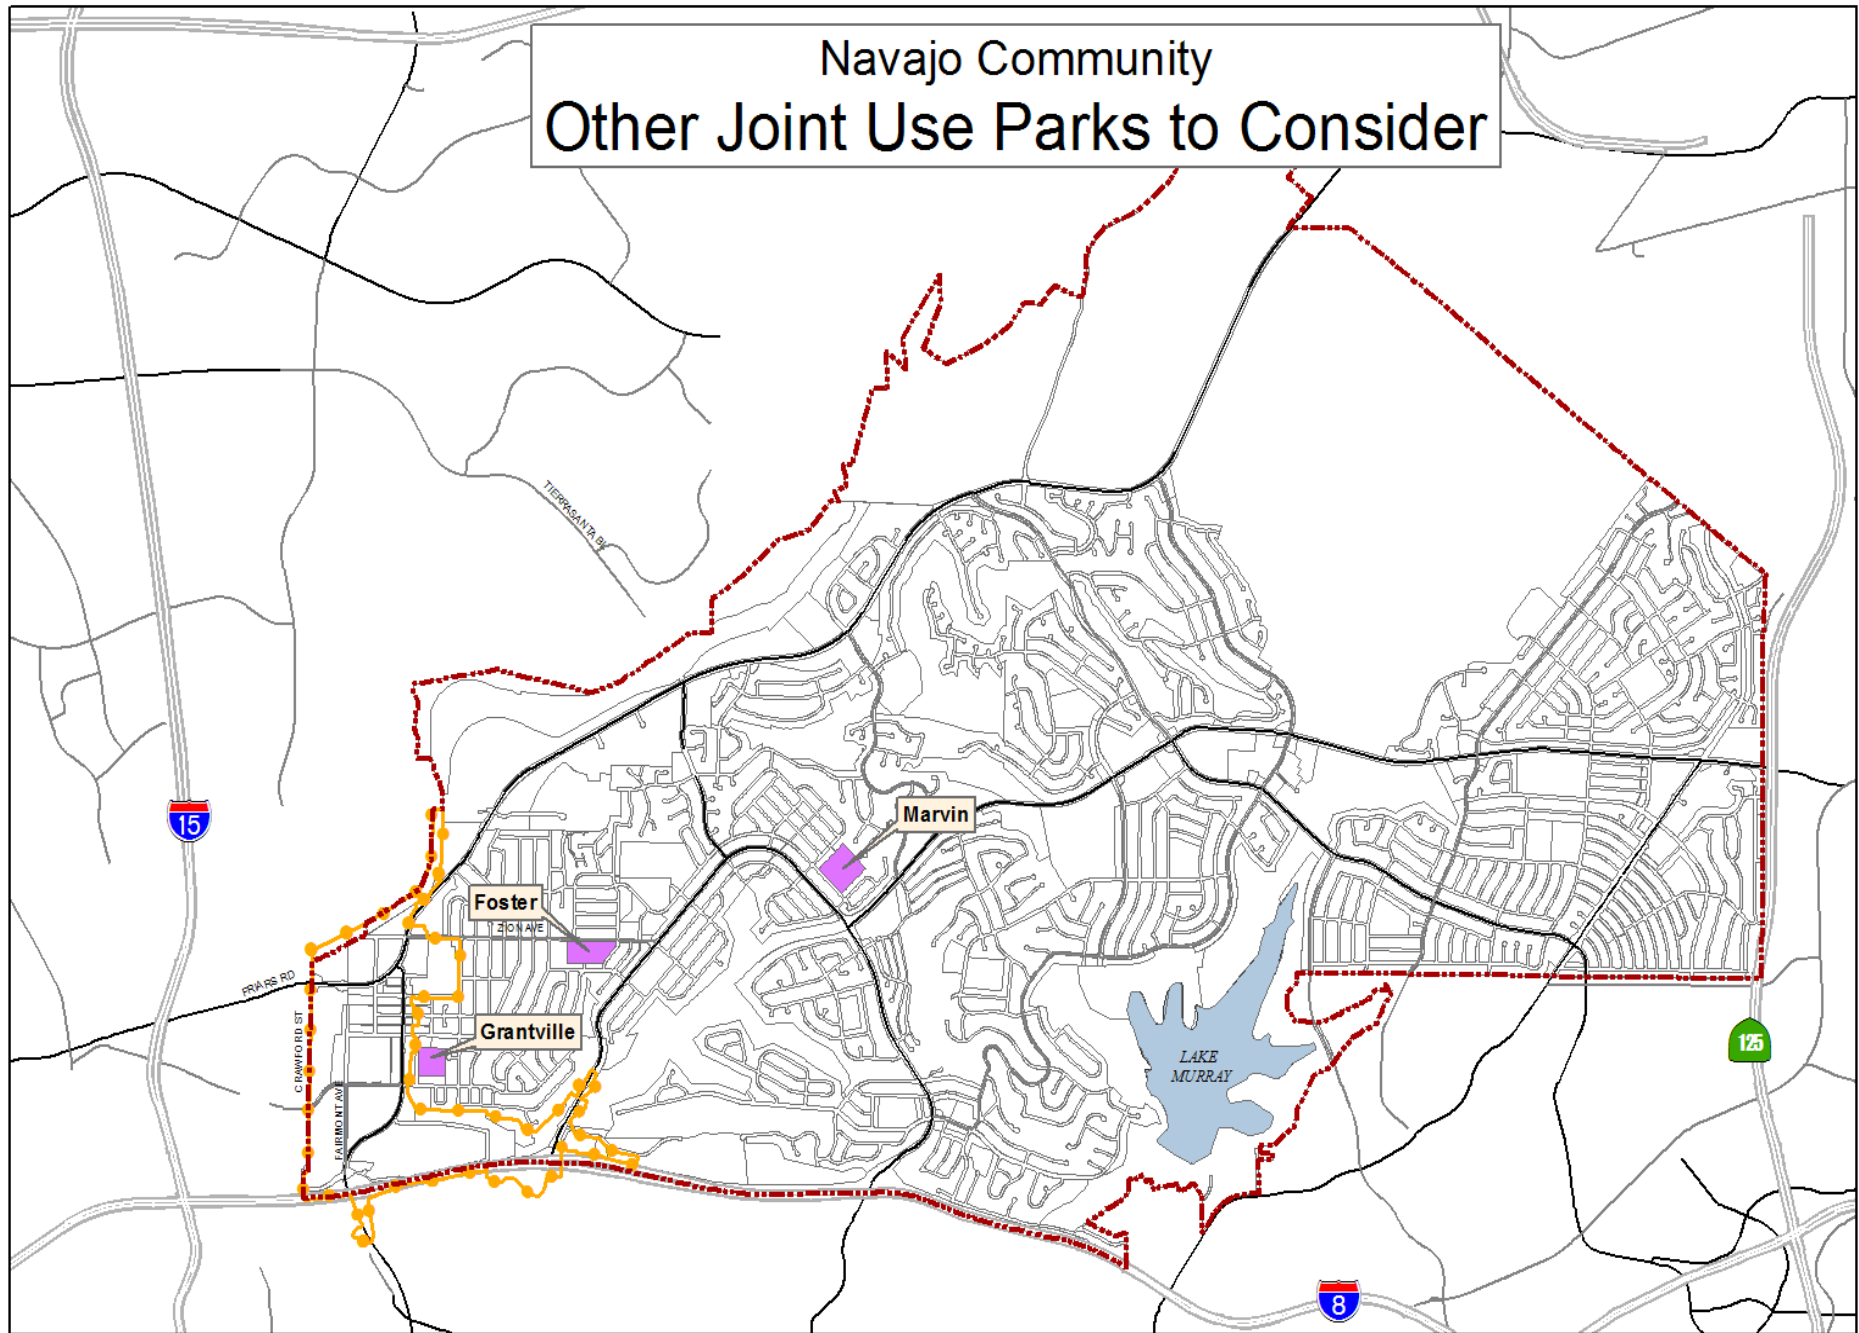 Navajo Community
Other Joint Use Parks to Consider
TIERRASANTA BL
15
Marvin
Foster
ZION AVE
FRIARS RD
Grantville
CRAWFORD ST
FAIRMONT AVE
LAKE
MURRAY
125
8